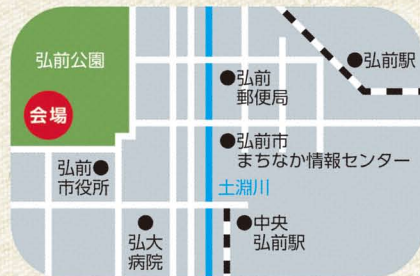 弘前公園
会場
弘前駅
弘前
郵便局
弘前市
まちなか情報センター
弘前
市役所
土淵川
弘大
病院
中央
弘前駅